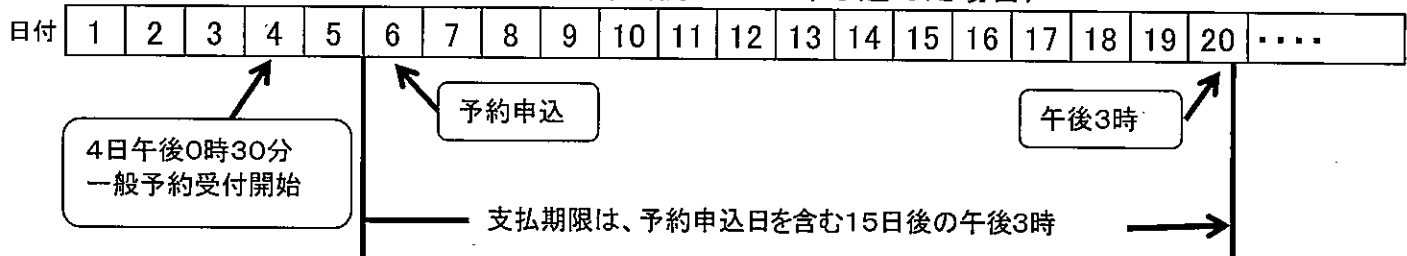 日付 1 2 3 4 5 6 7 8 9 10 11 12 13 14 15 16 17 18 19 20 ････
予約申込
午後3時
4日午後0時30分
一般予約受付開始
支払期限は、予約申込日を含む15日後の午後3時